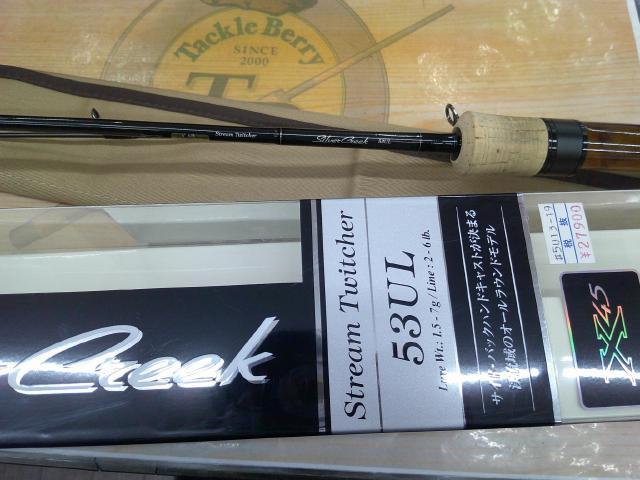 Tackle Berry
SINCE
2000
Stream Twitcher
SilverCreek
Creek
Stream Twitcher
53UL
Lure Wt.: 1.5 - 7g / Line : 2 - 6 lb.
サイド・バックハンドキャストが決まる
渓流域のオールラウンドモデル
税抜
¥27900
X45